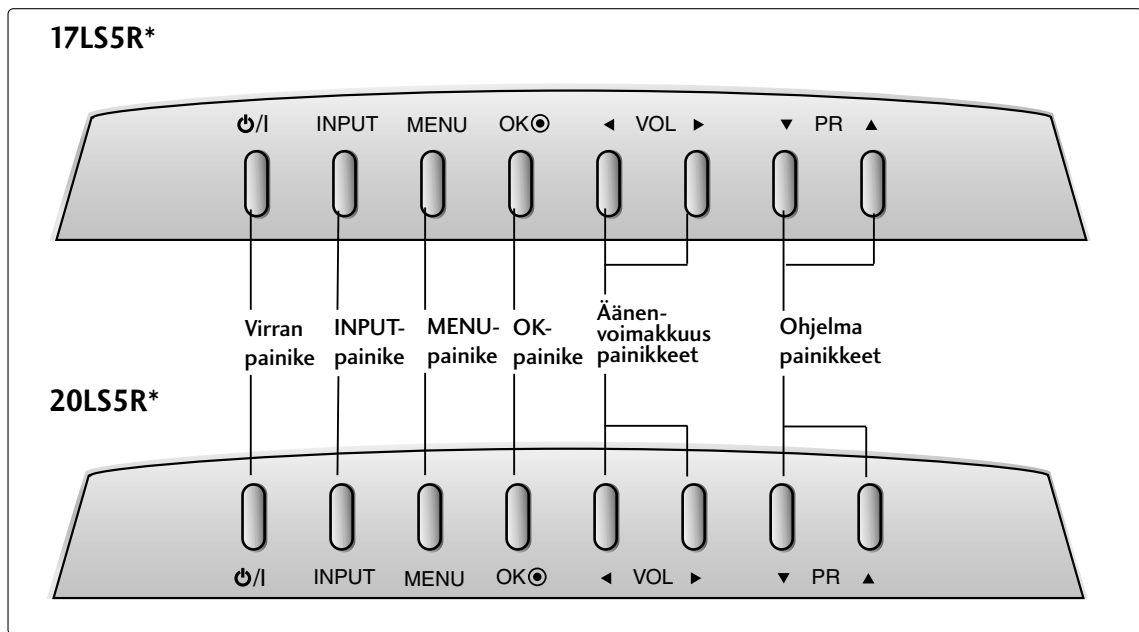 17LS5R*
⏻/I INPUT MENU OK⦿ ◄ VOL ► ▼ PR ▲
Virran
painike
INPUT-
painike
MENU-
painike
OK-
painike
Äänen-
voimakkuus
painikkeet
Ohjelma
painikkeet
20LS5R*
⏻/I INPUT MENU OK⦿ ◄ VOL ► ▼ PR ▲